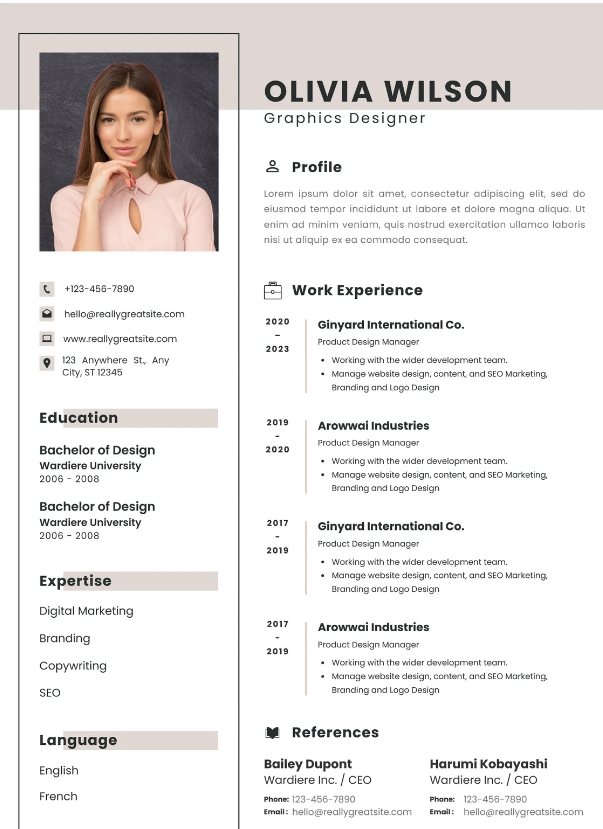 OLIVIA WILSON
Graphics Designer
+123-456-7890
hello@reallygreatsite.com
www.reallygreatsite.com
123 Anywhere St., Any
City, ST 12345
Education
Bachelor of Design
Wardiere University
2006 - 2008
Bachelor of Design
Wardiere University
2006 - 2008
Expertise
Digital Marketing
Branding
Copywriting
SEO
Language
English
French
Profile
Lorem ipsum dolor sit amet, consectetur adipiscing elit, sed do
eiusmod tempor incididunt ut labore et dolore magna aliqua. Ut
enim ad minim veniam, quis nostrud exercitation ullamco laboris
nisi ut aliquip ex ea commodo consequat.
Work Experience
2020
-
2023
Ginyard International Co.
Product Design Manager
• Working with the wider development team.
• Manage website design, content, and SEO Marketing,
Branding and Logo Design
2019
-
2020
Arowwai Industries
Product Design Manager
• Working with the wider development team.
• Manage website design, content, and SEO Marketing,
Branding and Logo Design
2017
-
2019
Ginyard International Co.
Product Design Manager
• Working with the wider development team.
• Manage website design, content, and SEO Marketing,
Branding and Logo Design
2017
-
2019
Arowwai Industries
Product Design Manager
• Working with the wider development team.
• Manage website design, content, and SEO Marketing,
Branding and Logo Design
References
Bailey Dupont
Wardiere Inc. / CEO
Phone: 123-456-7890
Email : hello@reallygreatsite.com
Harumi Kobayashi
Wardiere Inc. / CEO
Phone: 123-456-7890
Email : hello@reallygreatsite.com